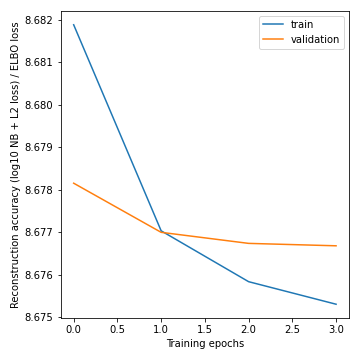 8.682
8.681
8.680
8.679
8.678
8.677
8.676
8.675
Reconstruction accuracy (log10 NB + L2 loss) / ELBO loss
train
validation
0.0 0.5 1.0 1.5 2.0 2.5 3.0
Training epochs